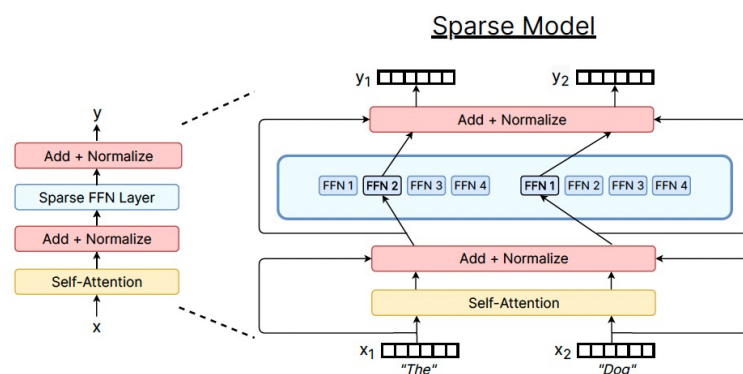 Sparse Model
y
Add + Normalize
Sparse FFN Layer
Add + Normalize
Self-Attention
x
y1 y2
Add + Normalize
FFN 1 FFN 2 FFN 3 FFN 4 FFN 1 FFN 2 FFN 3 FFN 4
Add + Normalize
Self-Attention
x1 x2
"The" "Dog"